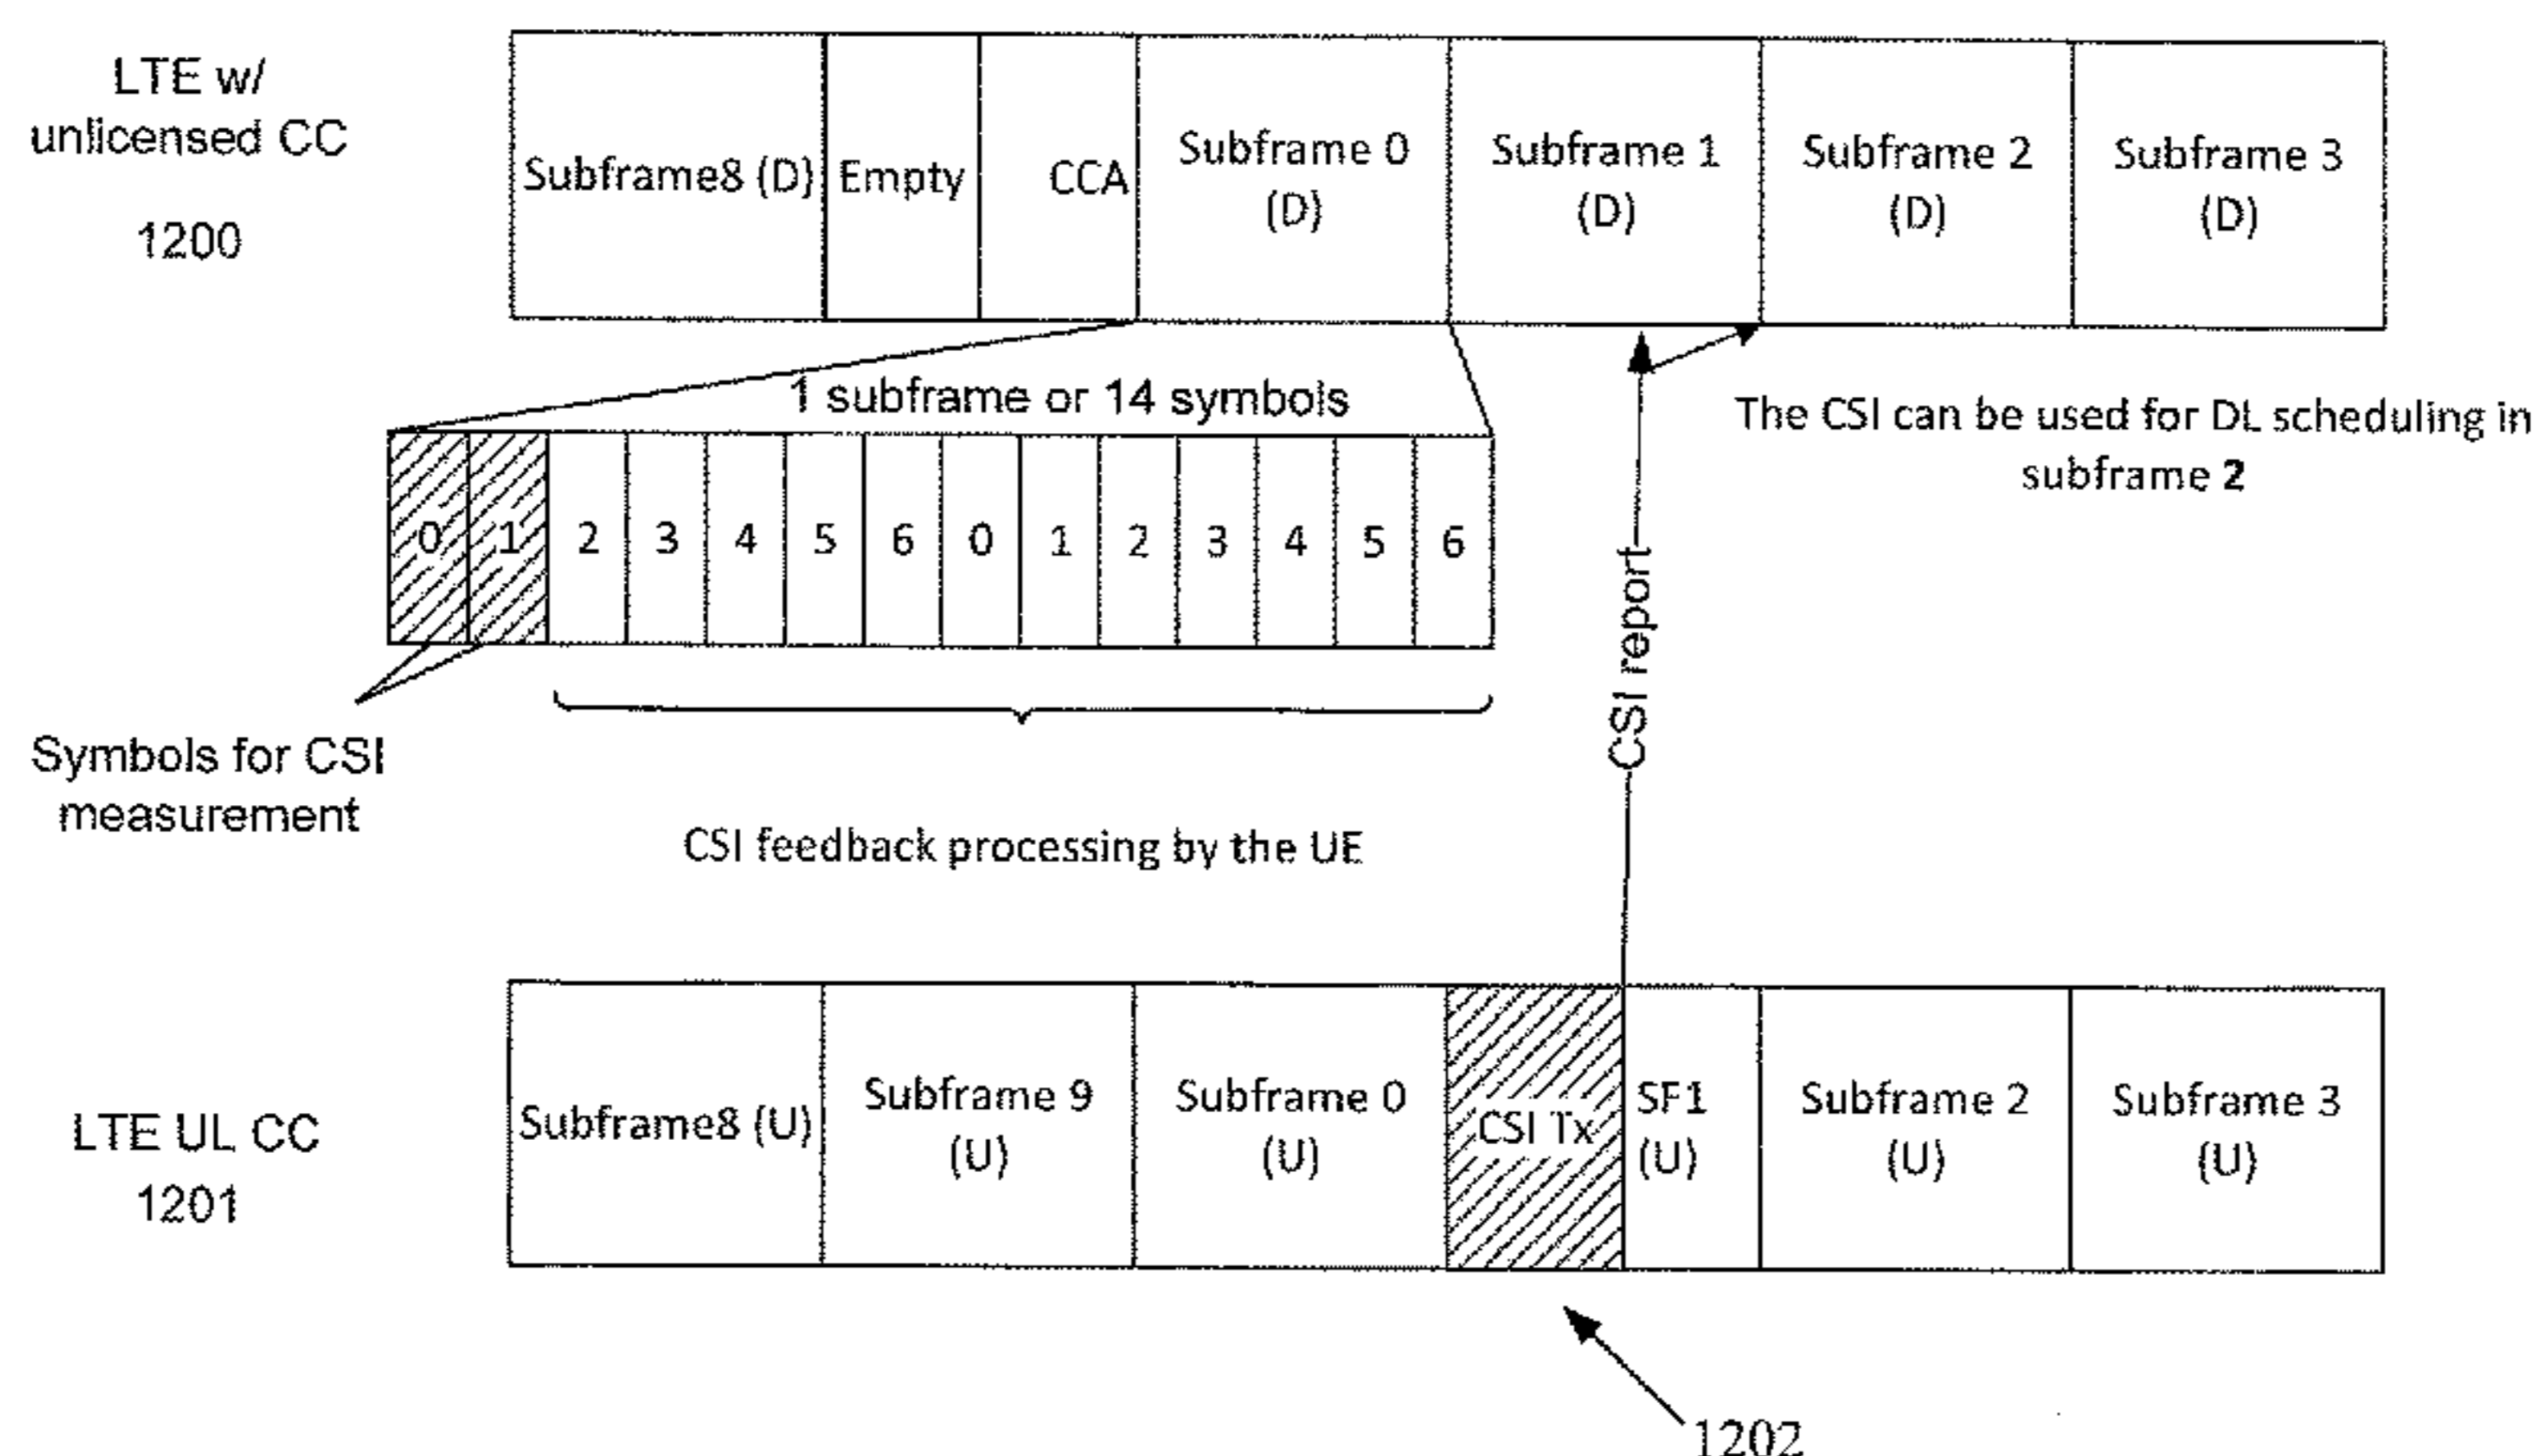 LTE w/
unlicensed CC
1200
Subframe8 (D)
Empty
CCA
Subframe 0
(D)
Subframe 1
(D)
Subframe 2
(D)
Subframe 3
(D)
1 subframe or 14 symbols
The CSI can be used for DL scheduling in
subframe 2
0 1 2 3 4 5 6 0 1 2 3 4 5 6
CSI report
Symbols for CSI
measurement
CSI feedback processing by the UE
LTE UL CC
1201
Subframe8 (U)
Subframe 9
(U)
Subframe 0
(U)
CSI Tx
SF1
(U)
Subframe 2
(U)
Subframe 3
(U)
1202